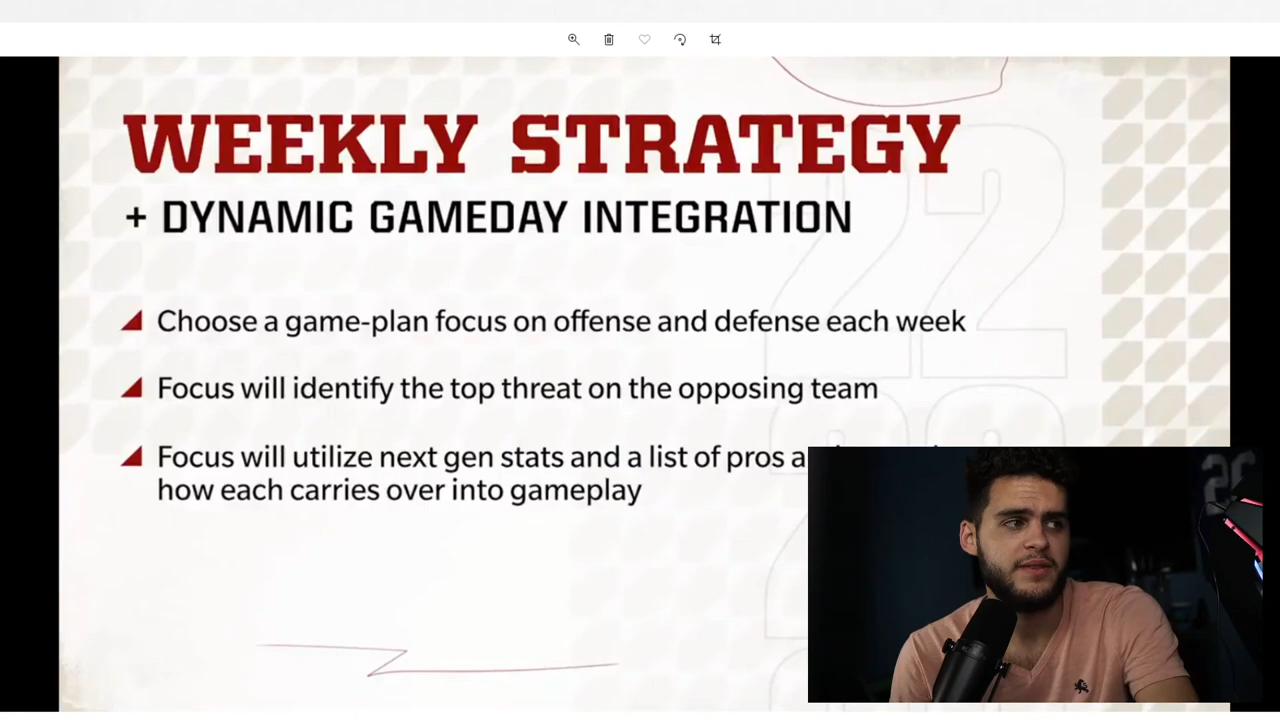 WEEKLY STRATEGY
+ DYNAMIC GAMEDAY INTEGRATION
Choose a game-plan focus on offense and defense each week
Focus will identify the top threat on the opposing team
Focus will utilize next gen stats and a list of pros
how each carries over into gameplay
22